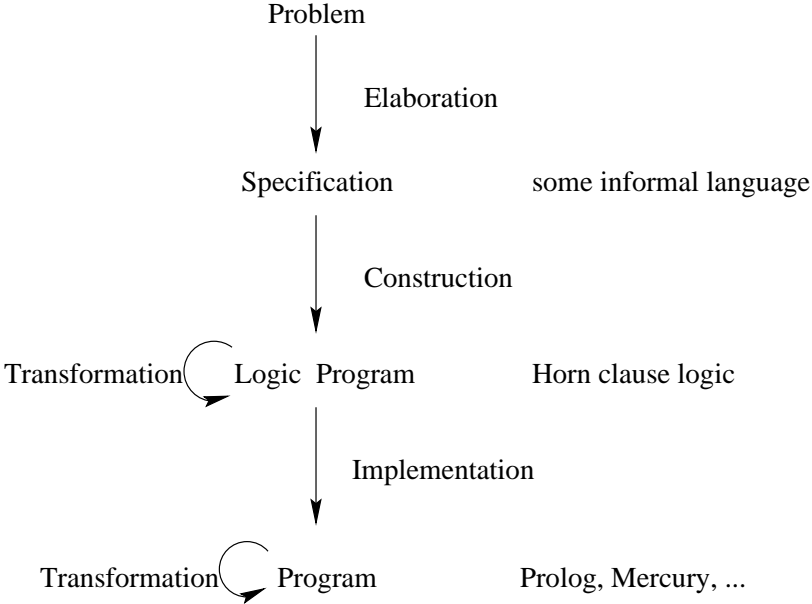 Problem
Elaboration
Specification some informal language
Construction
Transformation Logic Program Horn clause logic
Implementation
Transformation Program Prolog, Mercury, ...